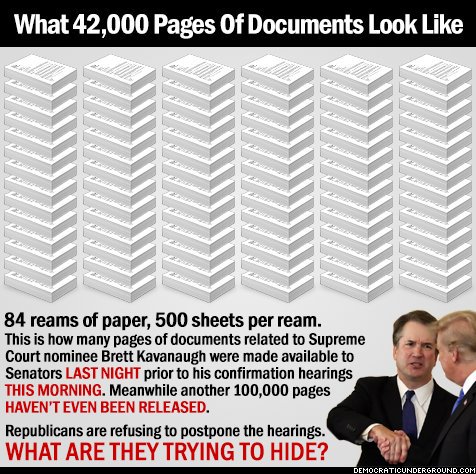 What 42,000 Pages Of Documents Look Like
84 reams of paper, 500 sheets per ream.
This is how many pages of documents related to Supreme
Court nominee Brett Kavanaugh were made available to
Senators LAST NIGHT prior to his confirmation hearings
THIS MORNING. Meanwhile another 100,000 pages
HAVEN'T EVEN BEEN RELEASED.
Republicans are refusing to postpone the hearings.
WHAT ARE THEY TRYING TO HIDE?
DEMOCRATICUNDERGROUND.COM